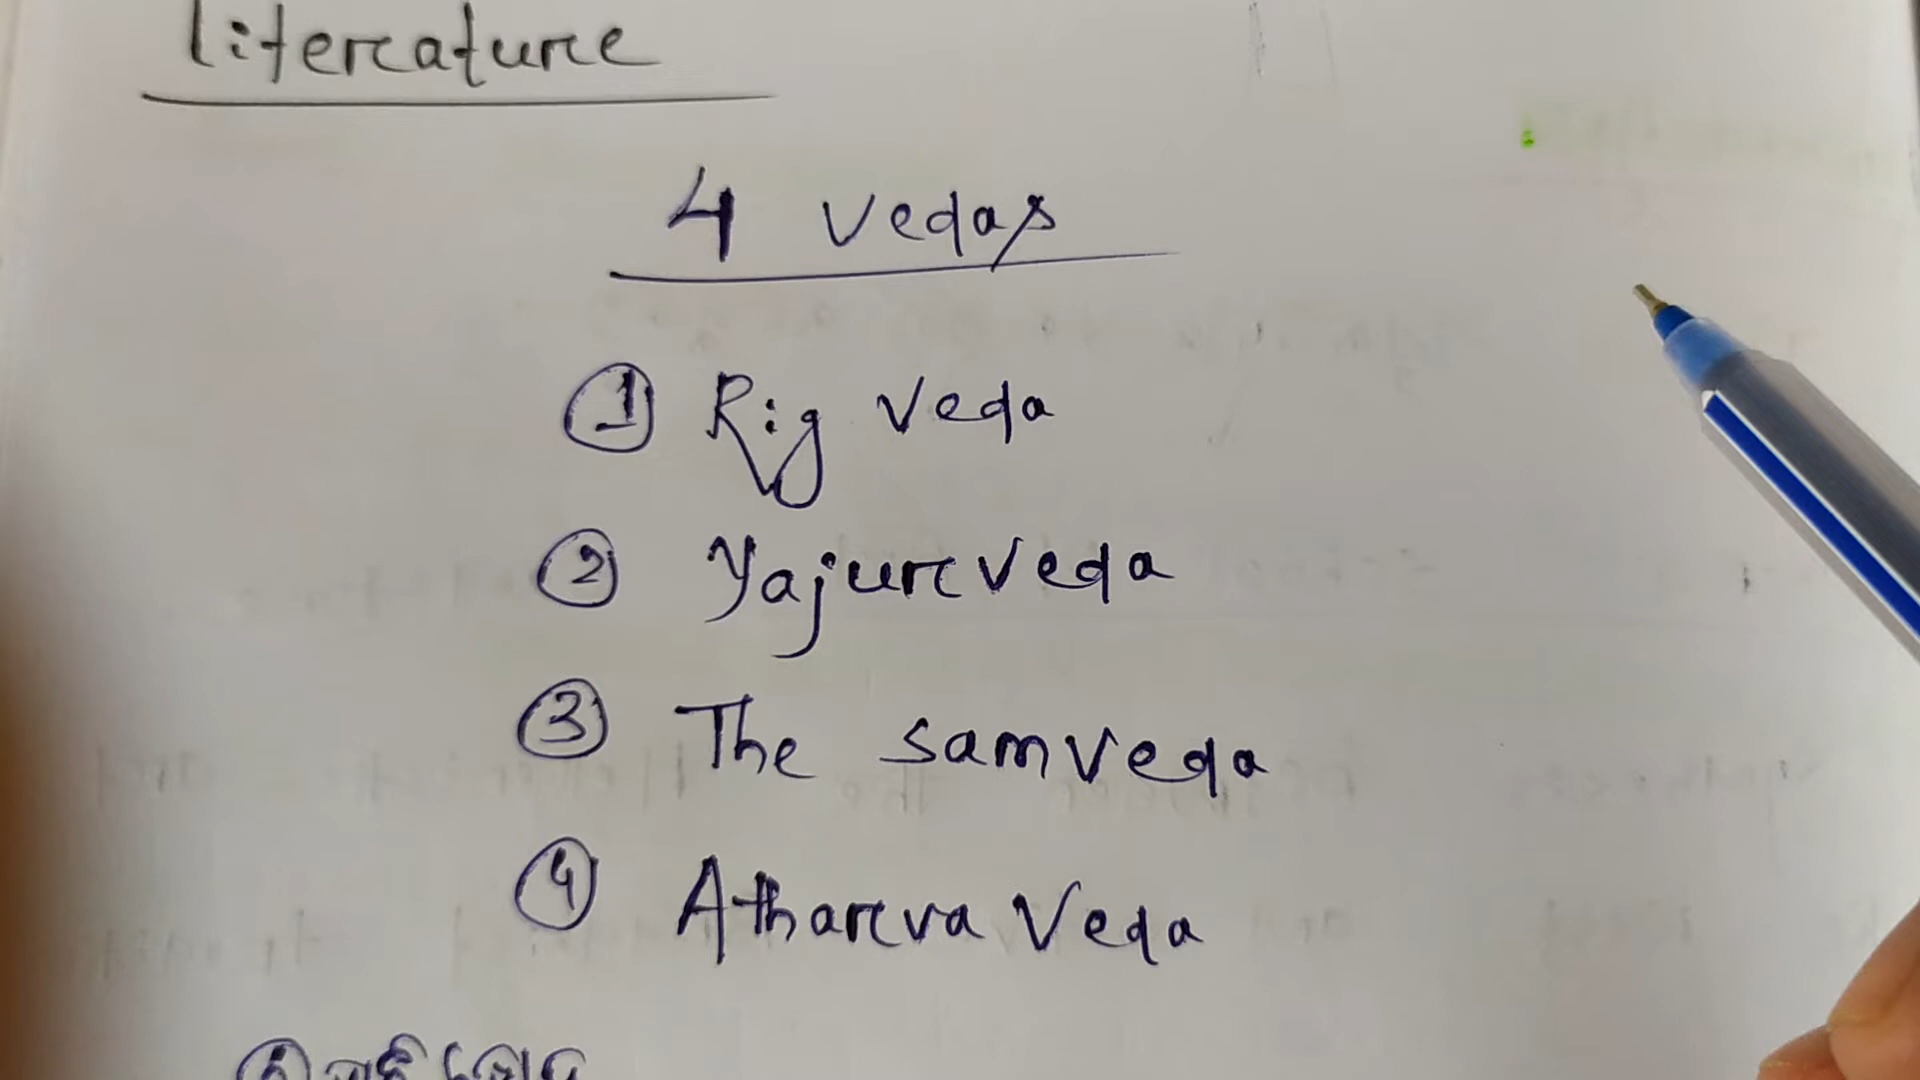 literature
4 vedas
① Rig Veda
② Yajurveda
③ The samveda
④ Atharva Veda